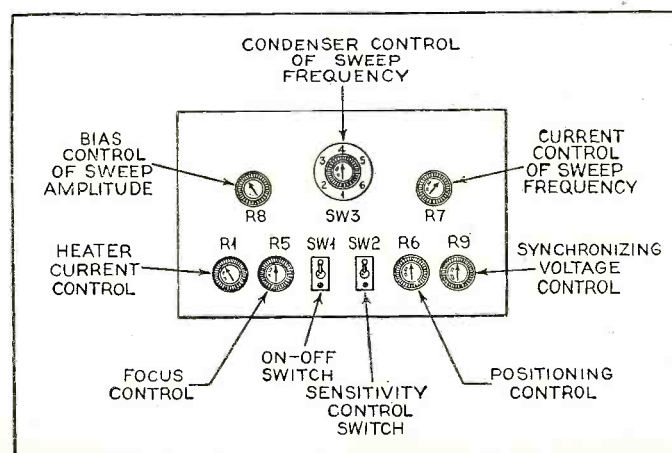 CONDENSER CONTROL
OF SWEEP
FREQUENCY
BIAS
CONTROL
OF SWEEP
AMPLITUDE
CURRENT
CONTROL
OF SWEEP
FREQUENCY
1 2 3 4 5 6
R8
SW3
R7
HEATER
CURRENT
CONTROL
R1 R5 SW1 SW2 R6 R9
SYNCHRONIZING
VOLTAGE
CONTROL
FOCUS
CONTROL
ON-OFF
SWITCH
SENSITIVITY
CONTROL
SWITCH
POSITIONING
CONTROL